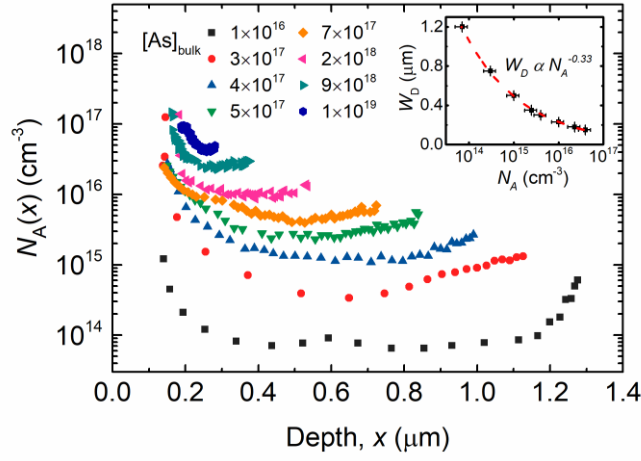 [As]bulk
1×10^16
3×10^17
4×10^17
5×10^17
7×10^17
2×10^18
9×10^18
1×10^19
N_A(x) (cm^-3)
10^18
10^17
10^16
10^15
10^14
0.0 0.2 0.4 0.6 0.8 1.0 1.2 1.4
Depth, x (μm)
W_D (μm)
1.2
0.8
0.4
0.0
W_D α N_A^-0.33
10^14 10^15 10^16 10^17
N_A (cm^-3)